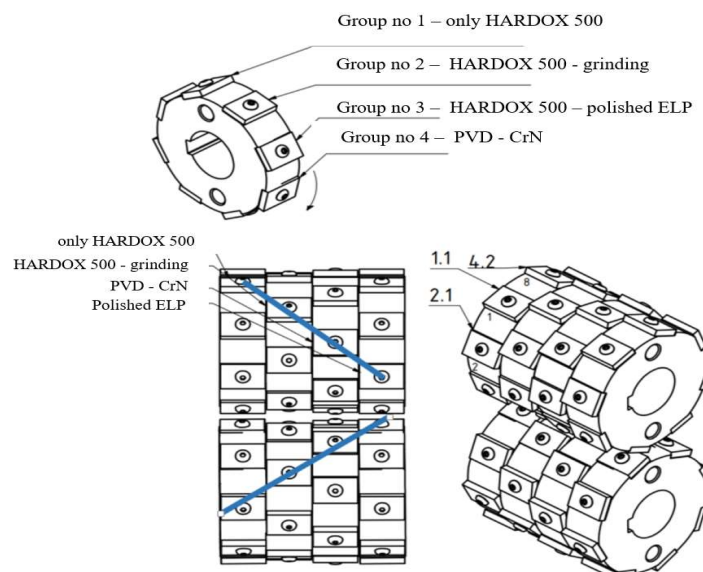 Group no 1 – only HARDOX 500
Group no 2 – HARDOX 500 - grinding
Group no 3 – HARDOX 500 – polished ELP
Group no 4 – PVD - CrN
only HARDOX 500
HARDOX 500 - grinding
PVD - CrN
Polished ELP
1.1
4.2
2.1
8
1
2